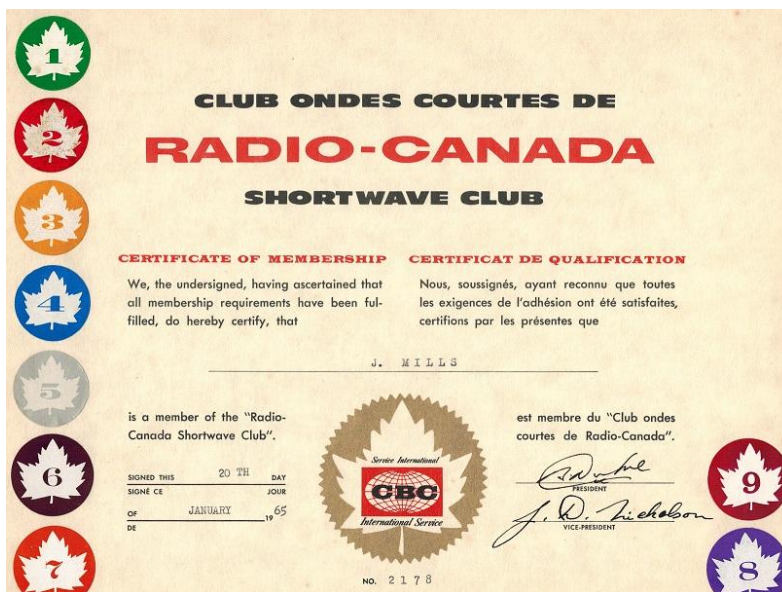 1
CLUB ONDES COURTES DE
2
RADIO-CANADA
SHORTWAVE CLUB
3
CERTIFICATE OF MEMBERSHIP
We, the undersigned, having ascertained that
all membership requirements have been ful-
filled, do hereby certify, that
CERTIFICAT DE QUALIFICATION
Nous, soussignés, ayant reconnu que toutes
les exigences de l'adhésion ont été satisfaites,
certifions par les présentes que
4
J. MILLS
5
is a member of the "Radio-
Canada Shortwave Club".
est membre du "Club ondes
courtes de Radio-Canada".
6
SIGNED THIS 20 TH DAY
SIGNÉ CE JOUR
OF JANUARY 19 65
DE
Service International
CBC
International Service
PRESIDENT
J. D. Nicholson
VICE-PRESIDENT
9
7
NO. 2178
8